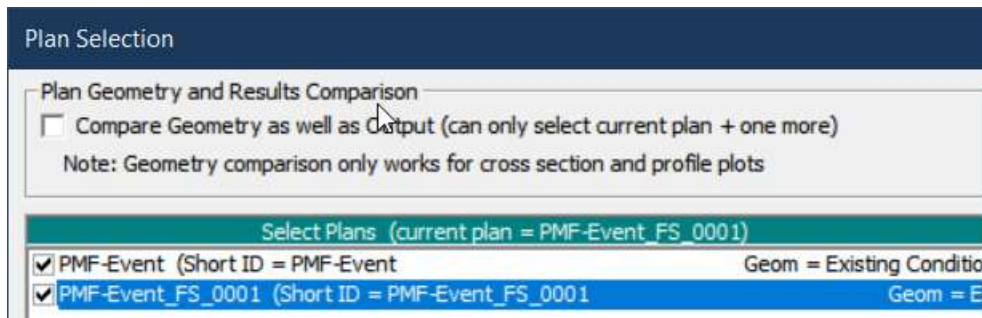 Plan Selection
Plan Geometry and Results Comparison
Compare Geometry as well as Output (can only select current plan + one more)
Note: Geometry comparison only works for cross section and profile plots
Select Plans (current plan = PMF-Event_FS_0001)
PMF-Event (Short ID = PMF-Event Geom = Existing Conditio
PMF-Event_FS_0001 (Short ID = PMF-Event_FS_0001 Geom = E